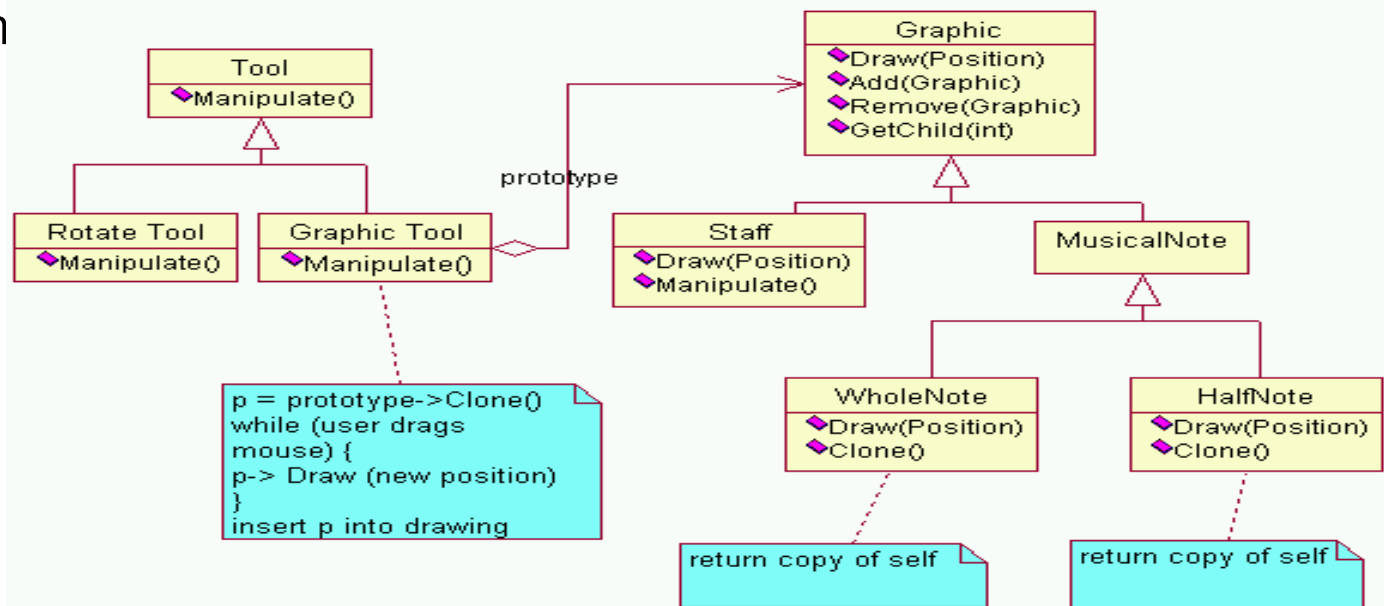 n
Tool
Manipulate()
Rotate Tool
Manipulate()
Graphic Tool
Manipulate()
prototype
Graphic
Draw(Position)
Add(Graphic)
Remove(Graphic)
GetChild(int)
Staff
Draw(Position)
Manipulate()
MusicalNote
WholeNote
Draw(Position)
Clone()
HalfNote
Draw(Position)
Clone()
p = prototype->Clone()
while (user drags
mouse) {
p-> Draw (new position)
}
insert p into drawing
return copy of self
return copy of self